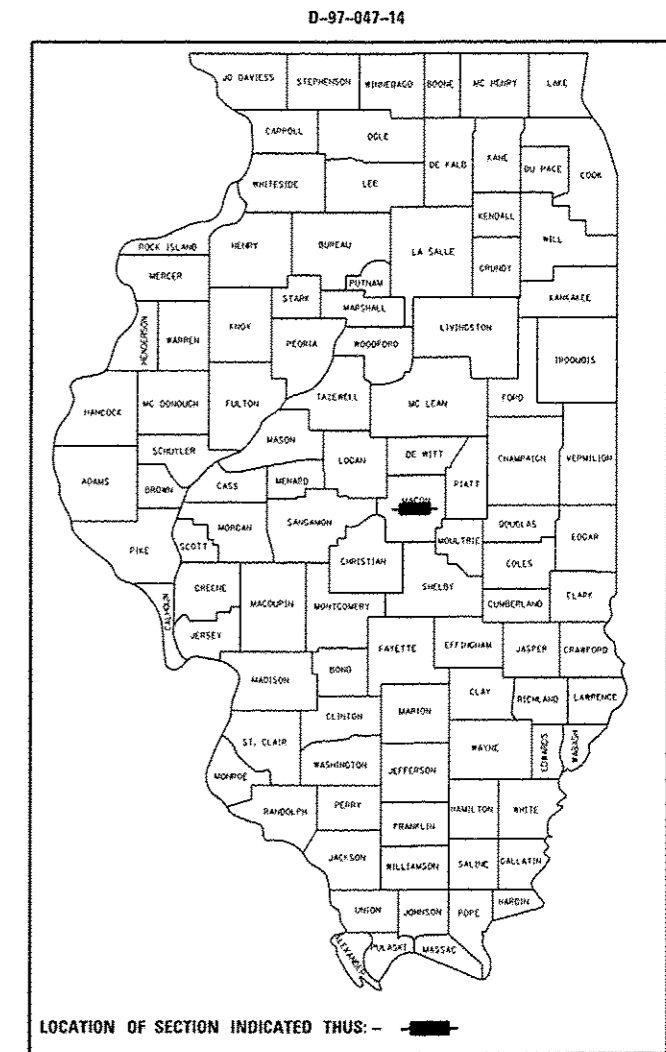 D-97-047-14
JO DAVIESS STEPHENSON WINNEBAGO BOONE MC HENRY LAKE
CARROLL OGLE DE KALB KANE DU PAGE COOK
WHITESIDE LEE
KENDALL
ROCK ISLAND HENRY BUREAU LA SALLE GRUNDY WILL
MERCER PUTNAM
STARK MARSHALL KANKAKEE
HENDERSON WARREN KNOX PEORIA WOODFORD LIVINGSTON IROQUOIS
HANCOCK MC DONOUGH FULTON TAZEWELL MC LEAN FORD
MASON
SCHUYLER LOGAN DE WITT CHAMPAIGN VERMILION
ADAMS BROWN CASS MENARD PIATT
MACON
MORGAN SANGAMON DOUGLAS
PIKE SCOTT MOULTRIE EDGAR
CHRISTIAN COLES
GREENE MACOUPIN MONTGOMERY SHELBY CLARK
CALHOUN CUMBERLAND
JERSEY FAYETTE EFFINGHAM JASPER CRAWFORD
BOND
MADISON CLAY RICHLAND LAWRENCE
CLINTON MARION
ST. CLAIR WAYNE EDWARDS WABASH
WASHINGTON JEFFERSON
MONROE
RANDOLPH PERRY HAMILTON WHITE
FRANKLIN
JACKSON WILLIAMSON SALINE GALLATIN
UNION JOHNSON POPE HARDIN
ALEXANDER PULASKI MASSAC
LOCATION OF SECTION INDICATED THUS: -